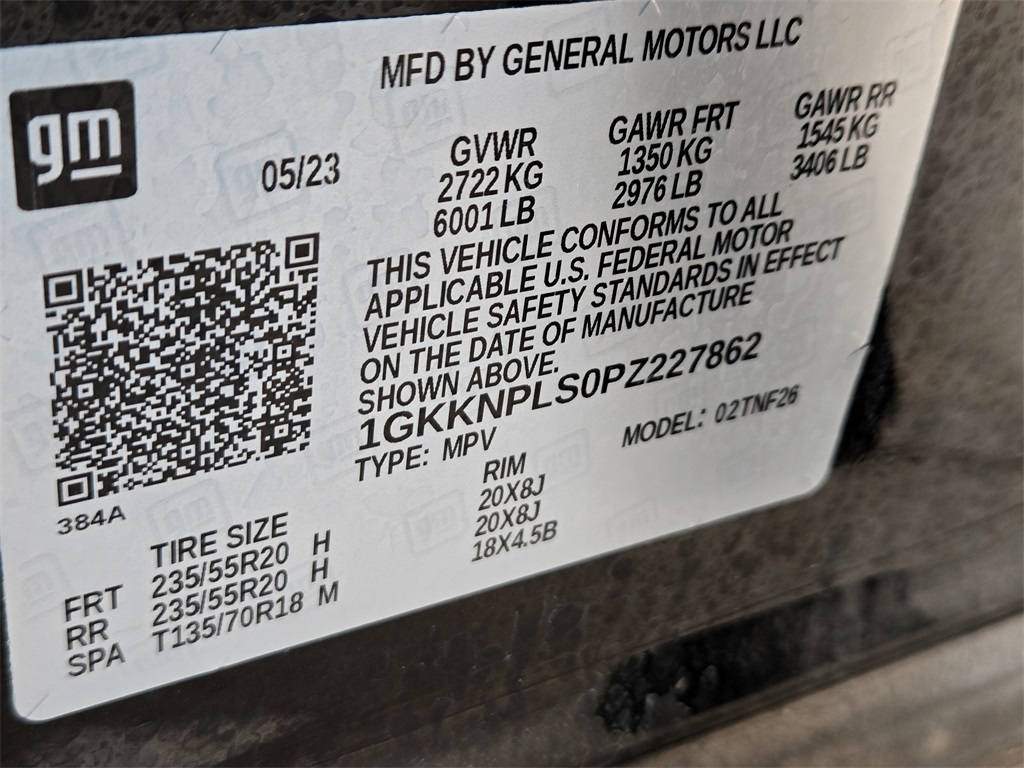 MFD BY GENERAL MOTORS LLC
gm
05/23
GVWR
2722 KG
6001 LB
GAWR FRT
1350 KG
2976 LB
GAWR RR
1545 KG
3406 LB
THIS VEHICLE CONFORMS TO ALL
APPLICABLE U.S. FEDERAL MOTOR
VEHICLE SAFETY STANDARDS IN EFFECT
ON THE DATE OF MANUFACTURE
SHOWN ABOVE.
1GKKNPLS0PZ227862
TYPE: MPV
MODEL: 02TNF26
384A
TIRE SIZE RIM
FRT 235/55R20 H 20X8J
RR 235/55R20 H 20X8J
SPA T135/70R18 M 18X4.5B